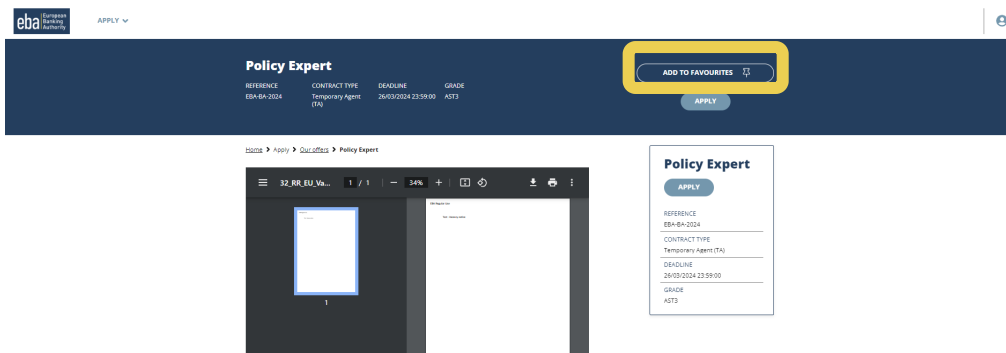 eba European Banking Authority
APPLY
Policy Expert
ADD TO FAVOURITES
REFERENCE CONTRACT TYPE DEADLINE GRADE
EBA-BA-2024 Temporary Agent (TA) 26/03/2024 23:59:00 AST3
APPLY
Home > Apply > Our offers > Policy Expert
32_RR_EU_Va... 1 / 1 34%
1
Policy Expert
APPLY
REFERENCE
EBA-BA-2024
CONTRACT TYPE
Temporary Agent (TA)
DEADLINE
26/03/2024 23:59:00
GRADE
AST3